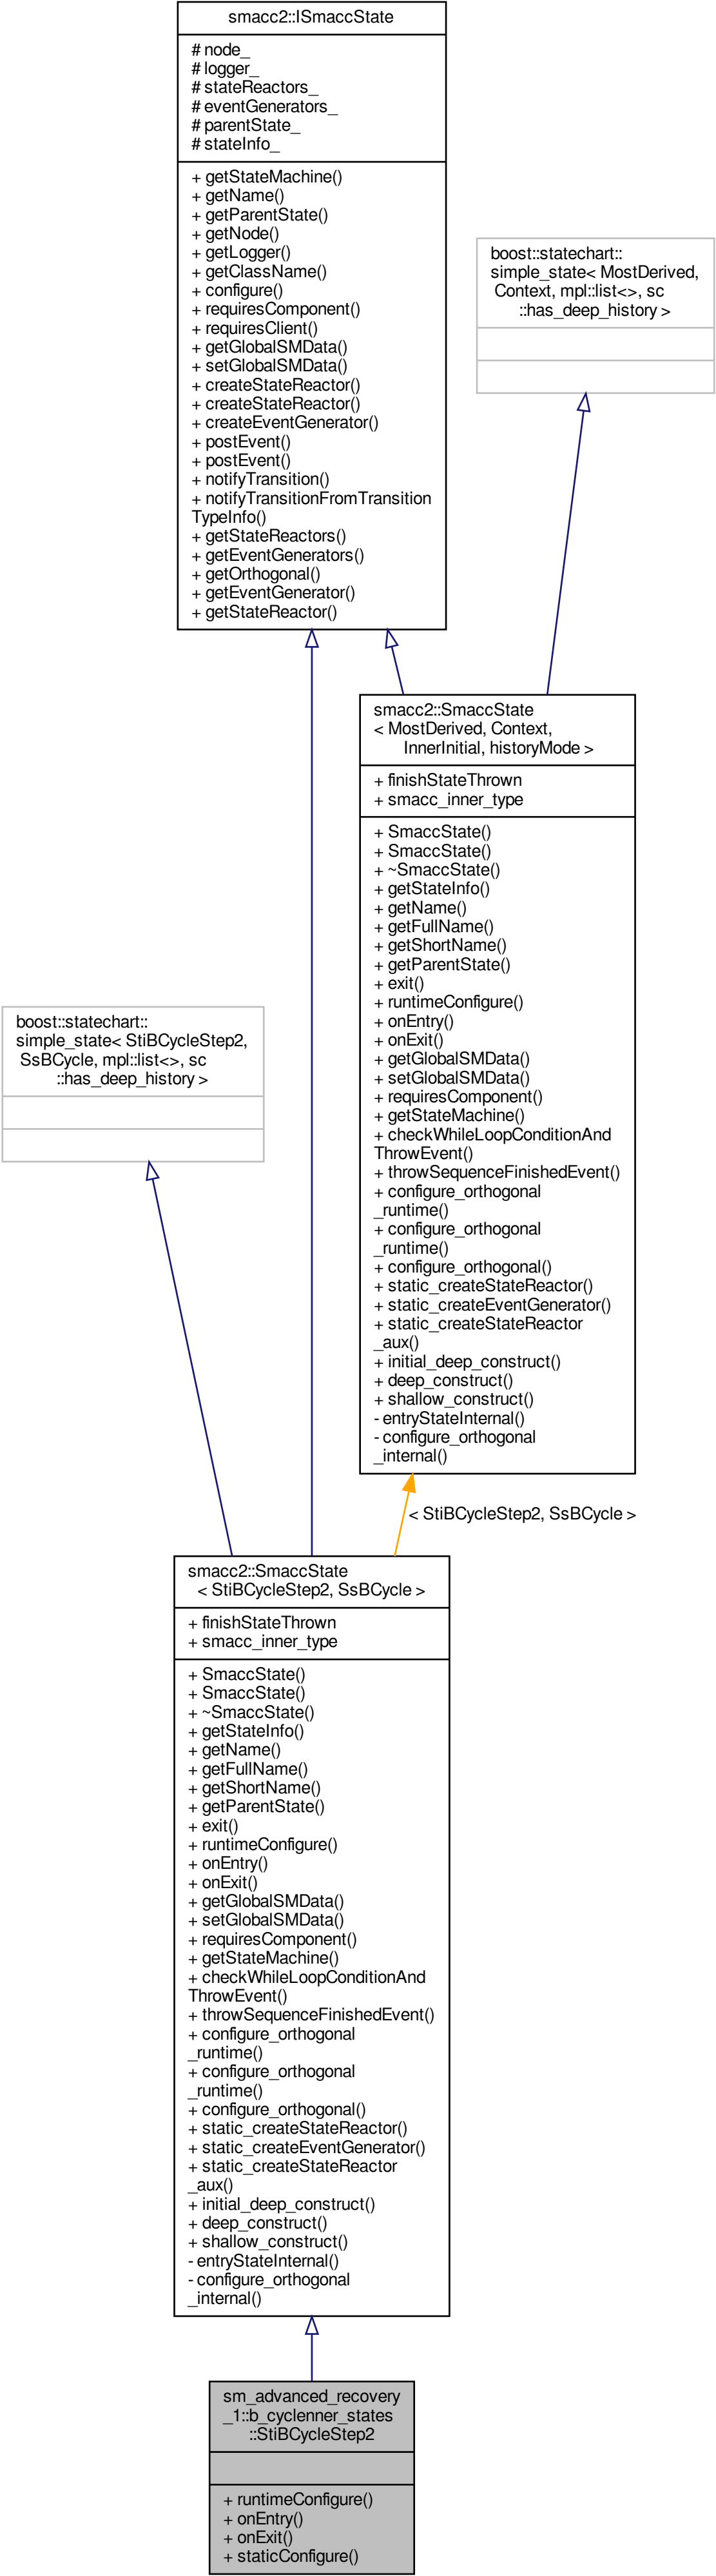 smacc2::ISmaccState
# node_
# logger_
# stateReactors_
# eventGenerators_
# parentState_
# stateInfo_
+ getStateMachine()
+ getName()
+ getParentState()
+ getNode()
+ getLogger()
+ getClassName()
+ configure()
+ requiresComponent()
+ requiresClient()
+ getGlobalSMData()
+ setGlobalSMData()
+ createStateReactor()
+ createStateReactor()
+ createEventGenerator()
+ postEvent()
+ postEvent()
+ notifyTransition()
+ notifyTransitionFromTransition
TypeInfo()
+ getStateReactors()
+ getEventGenerators()
+ getOrthogonal()
+ getEventGenerator()
+ getStateReactor()
boost::statechart::
simple_state< MostDerived,
Context, mpl::list<>, sc
::has_deep_history >
smacc2::SmaccState
< MostDerived, Context,
InnerInitial, historyMode >
+ finishStateThrown
+ smacc_inner_type
+ SmaccState()
+ SmaccState()
+ ~SmaccState()
+ getStateInfo()
+ getName()
+ getFullName()
+ getShortName()
+ getParentState()
+ exit()
+ runtimeConfigure()
+ onEntry()
+ onExit()
+ getGlobalSMData()
+ setGlobalSMData()
+ requiresComponent()
+ getStateMachine()
+ checkWhileLoopConditionAnd
ThrowEvent()
+ throwSequenceFinishedEvent()
+ configure_orthogonal
_runtime()
+ configure_orthogonal
_runtime()
+ configure_orthogonal()
+ static_createStateReactor()
+ static_createEventGenerator()
+ static_createStateReactor
_aux()
+ initial_deep_construct()
+ deep_construct()
+ shallow_construct()
- entryStateInternal()
- configure_orthogonal
_internal()
boost::statechart::
simple_state< StiBCycleStep2,
SsBCycle, mpl::list<>, sc
::has_deep_history >
< StiBCycleStep2, SsBCycle >
smacc2::SmaccState
< StiBCycleStep2, SsBCycle >
+ finishStateThrown
+ smacc_inner_type
+ SmaccState()
+ SmaccState()
+ ~SmaccState()
+ getStateInfo()
+ getName()
+ getFullName()
+ getShortName()
+ getParentState()
+ exit()
+ runtimeConfigure()
+ onEntry()
+ onExit()
+ getGlobalSMData()
+ setGlobalSMData()
+ requiresComponent()
+ getStateMachine()
+ checkWhileLoopConditionAnd
ThrowEvent()
+ throwSequenceFinishedEvent()
+ configure_orthogonal
_runtime()
+ configure_orthogonal
_runtime()
+ configure_orthogonal()
+ static_createStateReactor()
+ static_createEventGenerator()
+ static_createStateReactor
_aux()
+ initial_deep_construct()
+ deep_construct()
+ shallow_construct()
- entryStateInternal()
- configure_orthogonal
_internal()
sm_advanced_recovery
_1::b_cyclenner_states
::StiBCycleStep2
+ runtimeConfigure()
+ onEntry()
+ onExit()
+ staticConfigure()